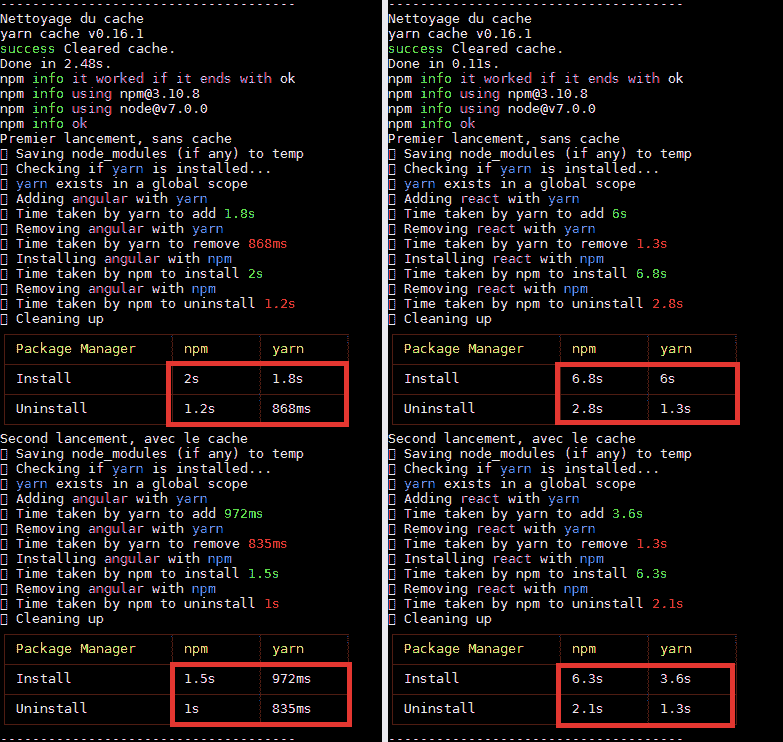 ---------------------------------------
Nettoyage du cache
yarn cache v0.16.1
success Cleared cache.
Done in 2.48s.
npm info it worked if it ends with ok
npm info using npm@3.10.8
npm info using node@v7.0.0
npm info ok
Premier lancement, sans cache
Saving node_modules (if any) to temp
Checking if yarn is installed...
yarn exists in a global scope
Adding angular with yarn
Time taken by yarn to add 1.8s
Removing angular with yarn
Time taken by yarn to remove 868ms
Installing angular with npm
Time taken by npm to install 2s
Removing angular with npm
Time taken by npm to uninstall 1.2s
Cleaning up
Package Manager npm yarn
Install 2s 1.8s
Uninstall 1.2s 868ms
Second lancement, avec le cache
Saving node_modules (if any) to temp
Checking if yarn is installed...
yarn exists in a global scope
Adding angular with yarn
Time taken by yarn to add 972ms
Removing angular with yarn
Time taken by yarn to remove 835ms
Installing angular with npm
Time taken by npm to install 1.5s
Removing angular with npm
Time taken by npm to uninstall 1s
Cleaning up
Package Manager npm yarn
Install 1.5s 972ms
Uninstall 1s 835ms
---------------------------------------
---------------------------------------
Nettoyage du cache
yarn cache v0.16.1
success Cleared cache.
Done in 0.11s.
npm info it worked if it ends with ok
npm info using npm@3.10.8
npm info using node@v7.0.0
npm info ok
Premier lancement, sans cache
Saving node_modules (if any) to temp
Checking if yarn is installed...
yarn exists in a global scope
Adding react with yarn
Time taken by yarn to add 6s
Removing react with yarn
Time taken by yarn to remove 1.3s
Installing react with npm
Time taken by npm to install 6.8s
Removing react with npm
Time taken by npm to uninstall 2.8s
Cleaning up
Package Manager npm yarn
Install 6.8s 6s
Uninstall 2.8s 1.3s
Second lancement, avec le cache
Saving node_modules (if any) to temp
Checking if yarn is installed...
yarn exists in a global scope
Adding react with yarn
Time taken by yarn to add 3.6s
Removing react with yarn
Time taken by yarn to remove 1.3s
Installing react with npm
Time taken by npm to install 6.3s
Removing react with npm
Time taken by npm to uninstall 2.1s
Cleaning up
Package Manager npm yarn
Install 6.3s 3.6s
Uninstall 2.1s 1.3s
---------------------------------------